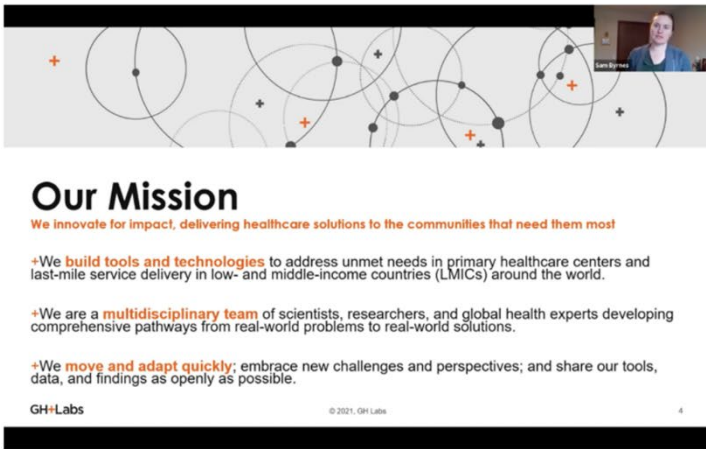 Sam Byrnes
Our Mission
We innovate for impact, delivering healthcare solutions to the communities that need them most
+We build tools and technologies to address unmet needs in primary healthcare centers and
last-mile service delivery in low- and middle-income countries (LMICs) around the world.
+We are a multidisciplinary team of scientists, researchers, and global health experts developing
comprehensive pathways from real-world problems to real-world solutions.
+We move and adapt quickly; embrace new challenges and perspectives; and share our tools,
data, and findings as openly as possible.
GH+Labs
© 2021, GH Labs
4